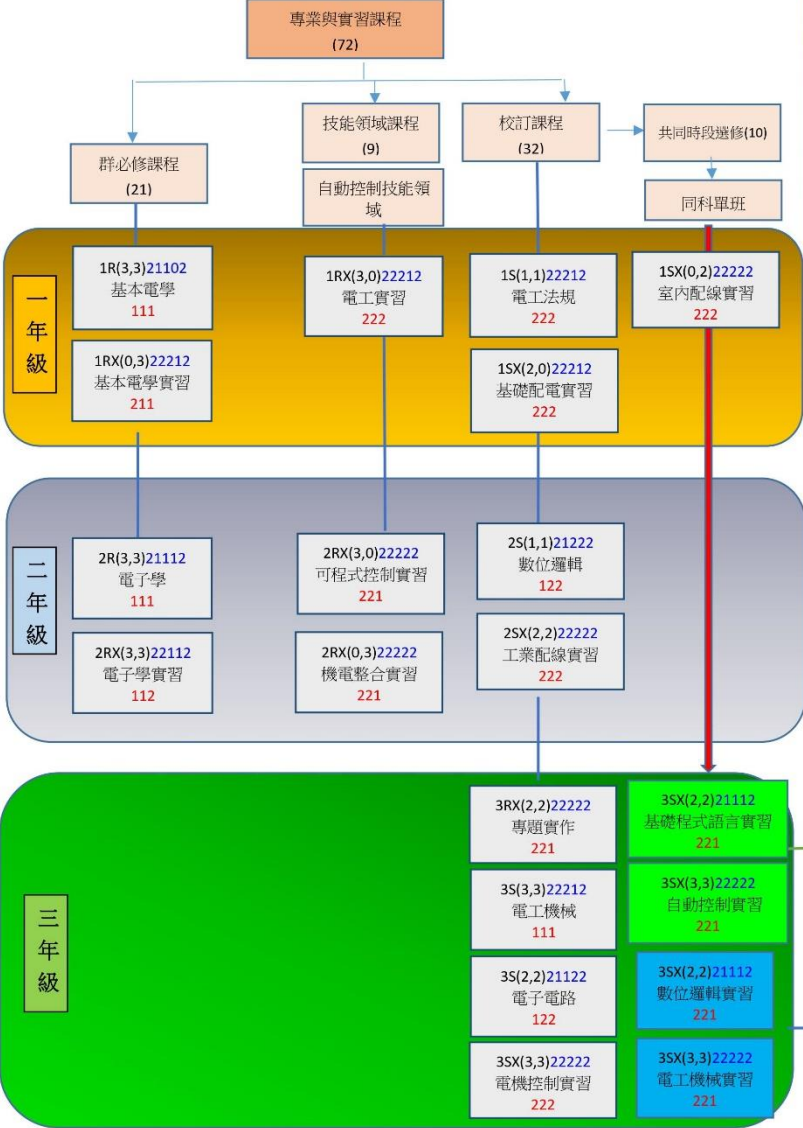 專業與實習課程
(72)
群必修課程
(21)
技能領域課程
(9)
自動控制技能領
域
校訂課程
(32)
共同時段選修(10)
同科單班
一年級
1R(3,3)21102
基本電學
111
1RX(0,3)22212
基本電學實習
211
1RX(3,0)22212
電工實習
222
1S(1,1)22212
電工法規
222
1SX(2,0)22212
基礎配電實習
222
1SX(0,2)22222
室內配線實習
222
二年級
2R(3,3)21112
電子學
111
2RX(3,3)22112
電子學實習
112
2RX(3,0)22222
可程式控制實習
221
2RX(0,3)22222
機電整合實習
221
2S(1,1)21222
數位邏輯
122
2SX(2,2)22222
工業配線實習
222
三年級
3RX(2,2)22222
專題實作
221
3S(3,3)22212
電工機械
111
3S(2,2)21122
電子電路
122
3SX(3,3)22222
電機控制實習
222
3SX(2,2)21112
基礎程式語言實習
221
3SX(3,3)22222
自動控制實習
221
3SX(2,2)21112
數位邏輯實習
221
3SX(3,3)22222
電工機械實習
221